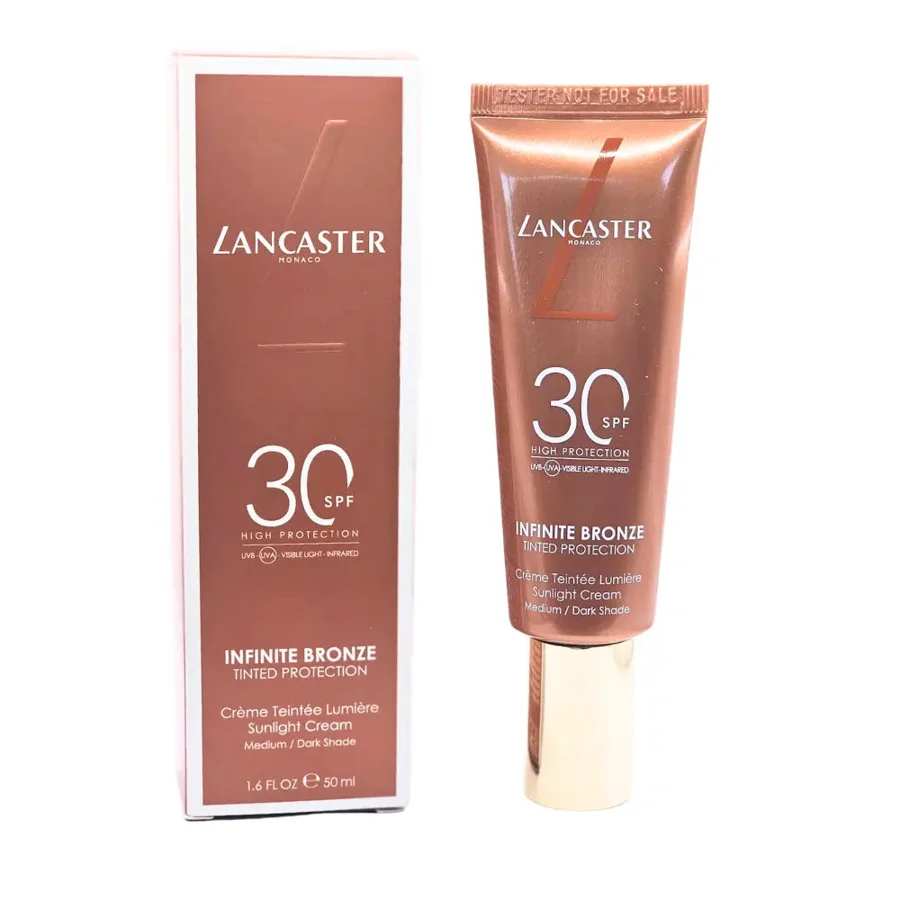 LANCASTER
MONACO
30 SPF
HIGH PROTECTION
UVB-UVA-VISIBLE LIGHT-INFRARED
INFINITE BRONZE
TINTED PROTECTION
Crème Teintée Lumière
Sunlight Cream
Medium / Dark Shade
1.6 FL OZ ℮ 50 ml
TESTER-NOT FOR SALE
LANCASTER
MONACO
30 SPF
HIGH PROTECTION
UVB-UVA-VISIBLE LIGHT-INFRARED
INFINITE BRONZE
TINTED PROTECTION
Crème Teintée Lumière
Sunlight Cream
Medium / Dark Shade